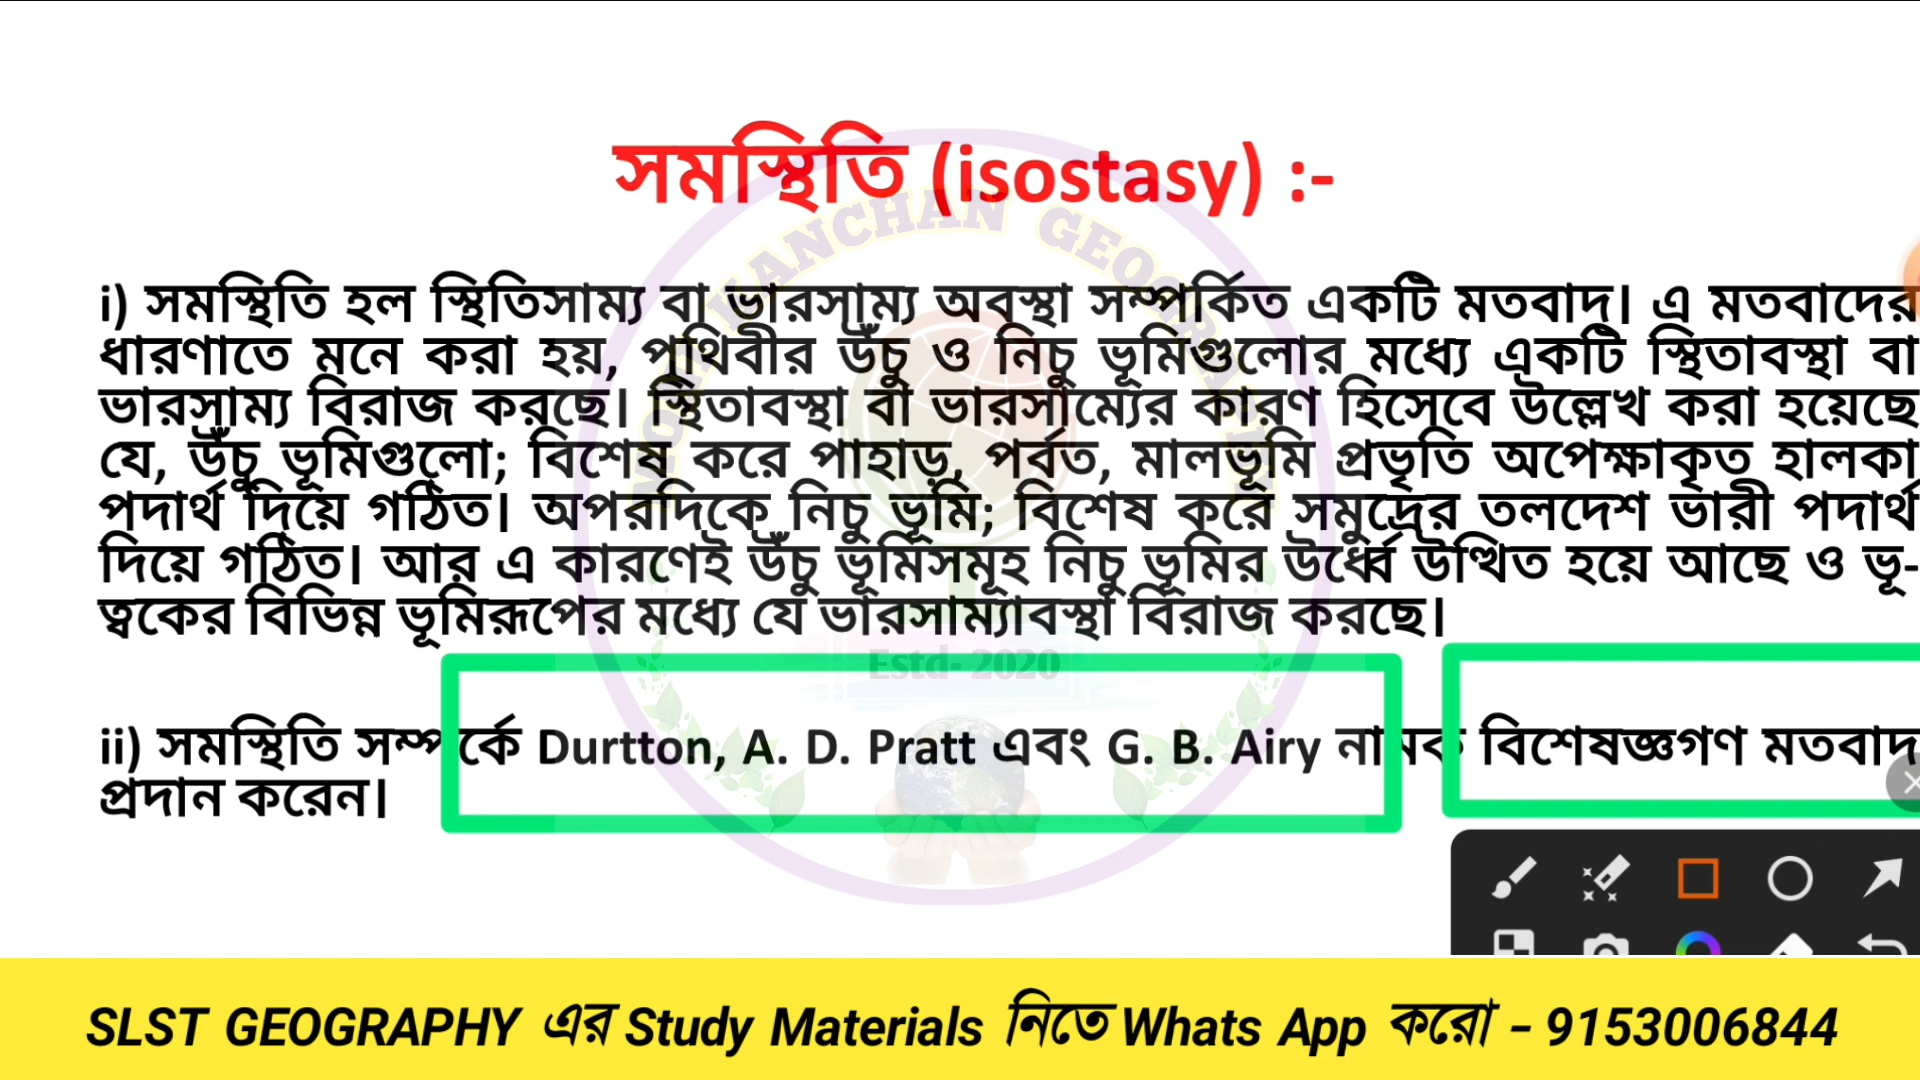 সমস্থিতি (isostasy) :-
KANCHAN GEOGRAPHY
i) সমস্থিতি হল স্থিতিসাম্য বা ভারসাম্য অবস্থা সম্পর্কিত একটি মতবাদ। এ মতবাদের
ধারণাতে মনে করা হয়, পৃথিবীর উঁচু ও নিচু ভূমিগুলোর মধ্যে একটি স্থিতাবস্থা বা
ভারসাম্য বিরাজ করছে। স্থিতাবস্থা বা ভারসাম্যের কারণ হিসেবে উল্লেখ করা হয়েছে
যে, উঁচু ভূমিগুলো; বিশেষ করে পাহাড়, পর্বত, মালভূমি প্রভৃতি অপেক্ষাকৃত হালকা
পদার্থ দিয়ে গঠিত। অপরদিকে নিচু ভূমি; বিশেষ করে সমুদ্রের তলদেশ ভারী পদার্থ
দিয়ে গঠিত। আর এ কারণেই উঁচু ভূমিসমূহ নিচু ভূমির উর্ধ্বে উত্থিত হয়ে আছে ও ভূ-
ত্বকের বিভিন্ন ভূমিরূপের মধ্যে যে ভারসাম্যাবস্থা বিরাজ করছে।
Estd- 2020
ii) সমস্থিতি সম্পর্কে Durtton, A. D. Pratt এবং G. B. Airy নামক বিশেষজ্ঞগণ মতবাদ
প্রদান করেন।
SLST GEOGRAPHY এর Study Materials নিতে Whats App করো - 9153006844